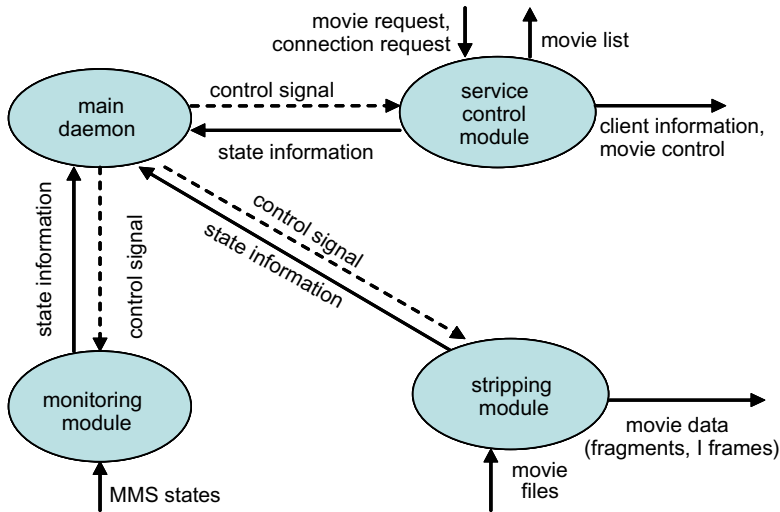 movie request,
connection request
movie list
main
daemon
control signal
service
control
module
client information,
movie control
state information
state information
control signal
control signal
state information
monitoring
module
stripping
module
movie data
(fragments, I frames)
MMS states
movie
files